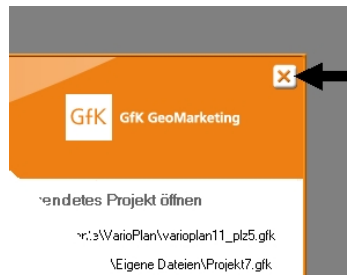 GfK GfK GeoMarketing
endetes Projekt öffnen
\VarioPlan\varioplan11_plz5.gfk
\Eigene Dateien\Projekt7.gfk